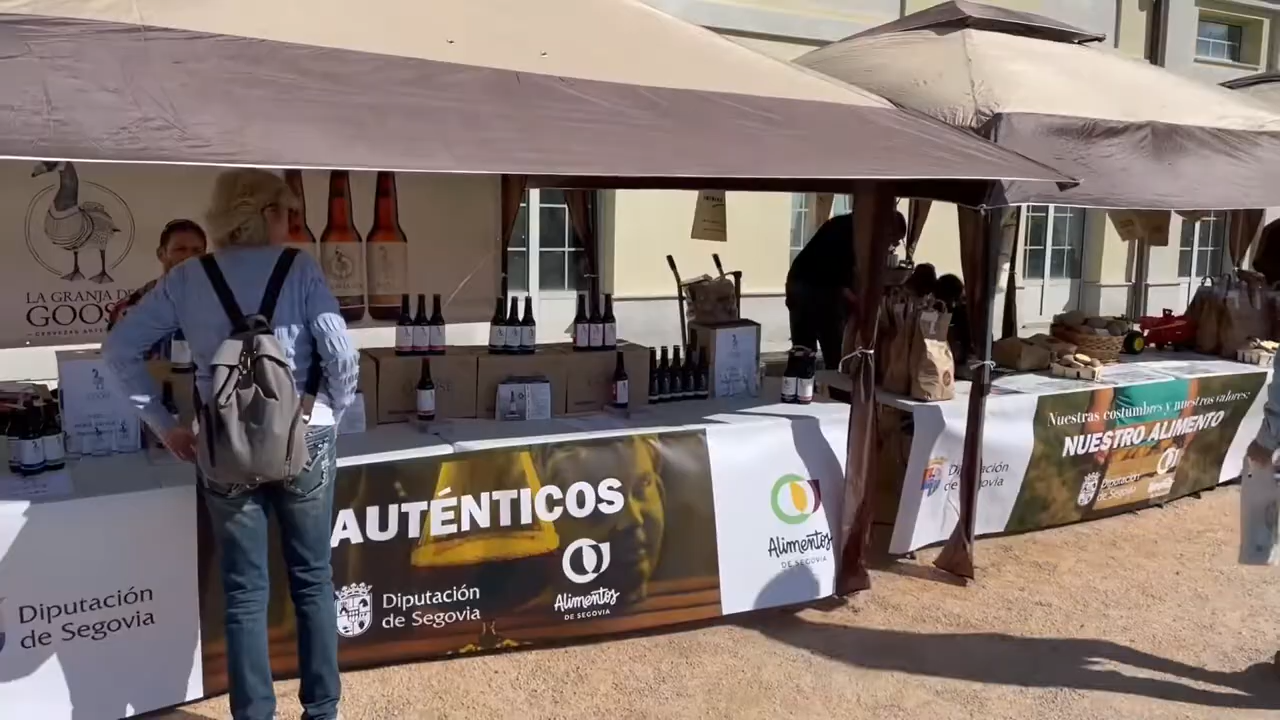 LA GRANJA DE
GOOSE
AUTÉNTICOS
Diputación
de Segovia
Diputación
de Segovia
Alimentos
DE SEGOVIA
Alimentos
DE SEGOVIA
Diputación
de Segovia
Nuestras costumbres y nuestros valores:
NUESTRO ALIMENTO
Diputación
de Segovia